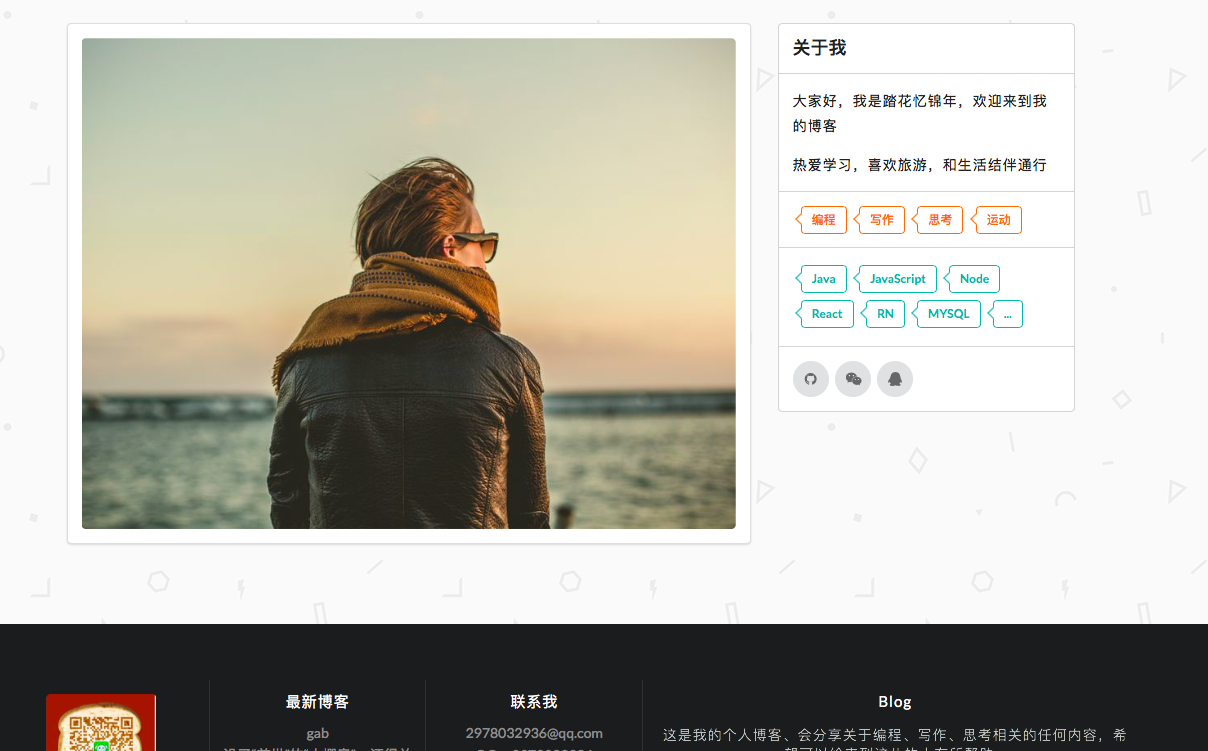 关于我
大家好，我是踏花忆锦年，欢迎来到我
的博客
热爱学习，喜欢旅游，和生活结伴通行
编程 写作 思考 运动
Java JavaScript Node
React RN MYSQL ...
最新博客
gab
联系我
2978032936@qq.com
Blog
这是我的个人博客、会分享关于编程、写作、思考相关的任何内容，希